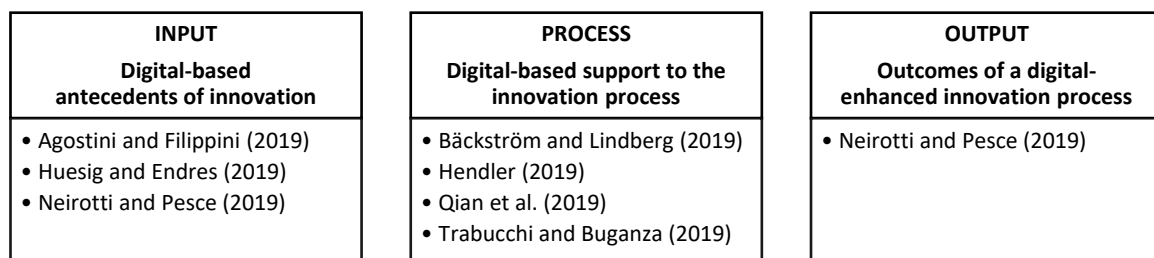 INPUT
Digital-based
antecedents of innovation
• Agostini and Filippini (2019)
• Huesig and Endres (2019)
• Neirotti and Pesce (2019)
PROCESS
Digital-based support to the
innovation process
• Bäckström and Lindberg (2019)
• Hendler (2019)
• Qian et al. (2019)
• Trabucchi and Buganza (2019)
OUTPUT
Outcomes of a digital-
enhanced innovation process
• Neirotti and Pesce (2019)